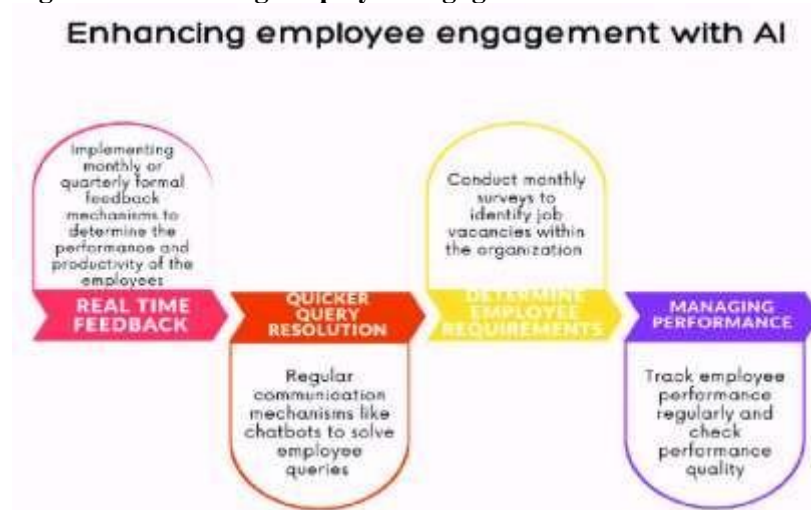 Enhancing employee engagement with AI
Implementing
monthly or
quarterly formal
feedback
mechanisms to
determine the
performance and
productivity of the
employees
REAL TIME
FEEDBACK
QUICKER
QUERY
RESOLUTION
Regular
communication
mechanisms like
chatbots to solve
employee
queries
Conduct monthly
surveys to
identify job
vacancies within
the organization
DETERMINE
EMPLOYEE
REQUIREMENTS
MANAGING
PERFORMANCE
Track employee
performance
regularly and
check
performance
quality